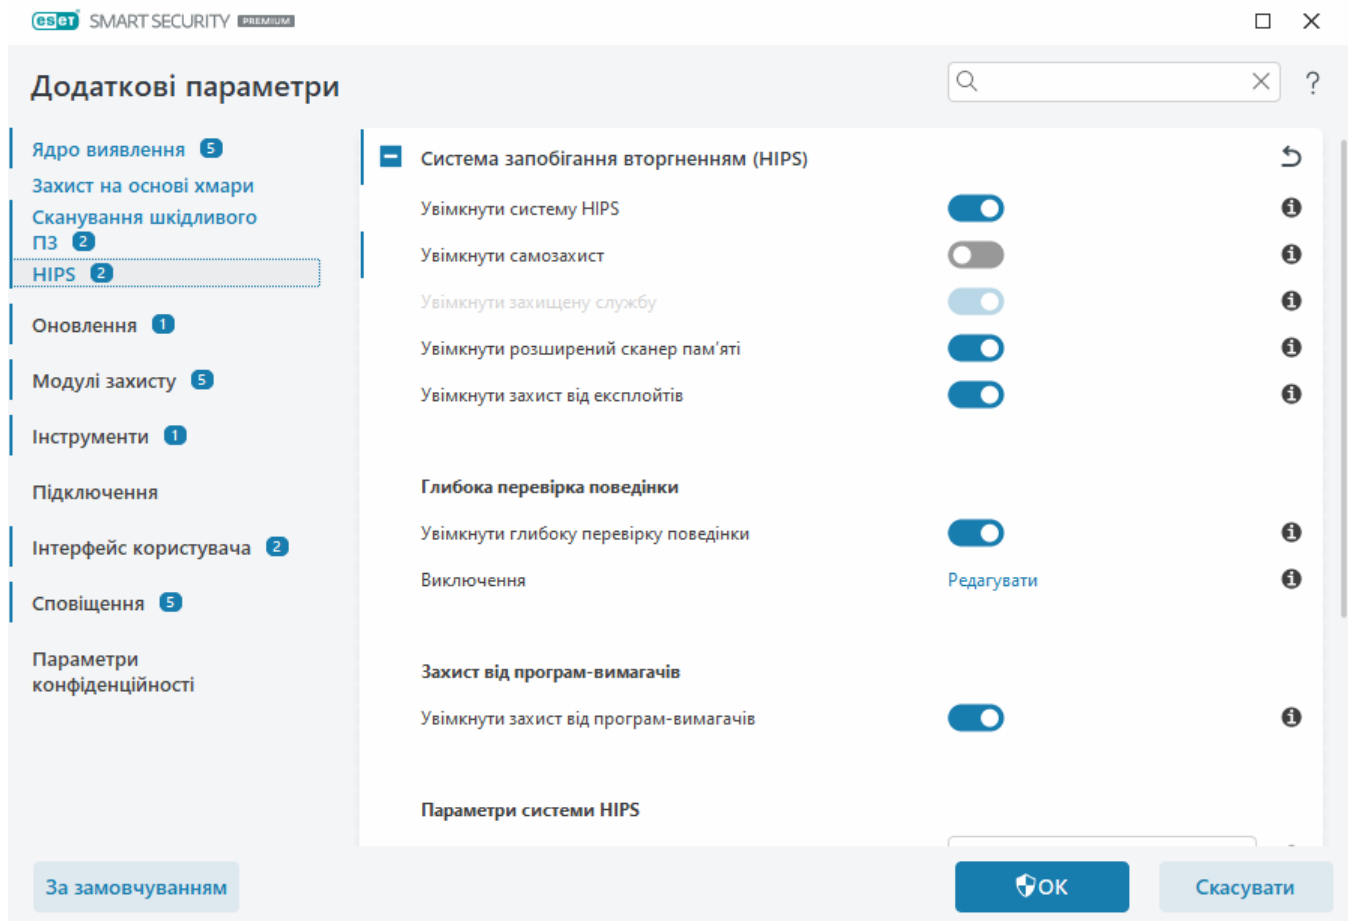 eset SMART SECURITY PREMIUM
Додаткові параметри
?
Ядро виявлення 5
Захист на основі хмари
Сканування шкідливого
ПЗ 2
HIPS 2
Оновлення 1
Модулі захисту 5
Інструменти 1
Підключення
Інтерфейс користувача 2
Сповіщення 5
Параметри
конфіденційності
Система запобігання вторгненням (HIPS)
Увімкнути систему HIPS
Увімкнути самозахист
Увімкнути захищену службу
Увімкнути розширений сканер пам’яті
Увімкнути захист від експлойтів
Глибока перевірка поведінки
Увімкнути глибоку перевірку поведінки
Виключення Редагувати
Захист від програм-вимагачів
Увімкнути захист від програм-вимагачів
Параметри системи HIPS
За замовчуванням
ОК
Скасувати